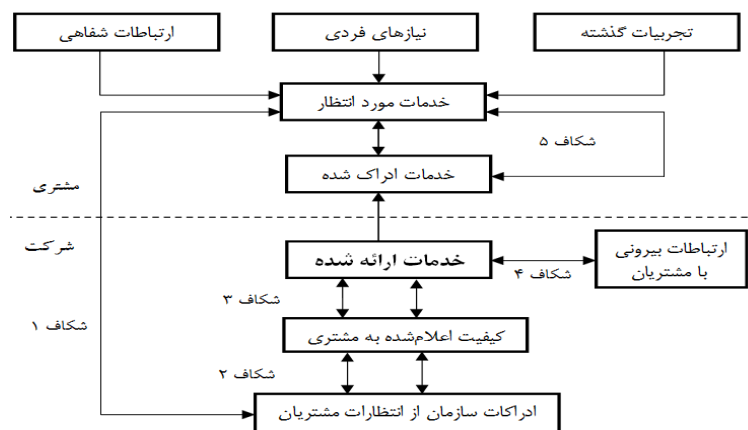 تجربیات گذشته
نیازهای فردی
ارتباطات شفاهی
خدمات مورد انتظار
شکاف ۵
خدمات ادراک شده
مشتری
شرکت
خدمات ارائه شده
ارتباطات بیرونی
با مشتریان
شکاف ۴
شکاف ۳
شکاف ۱
کیفیت اعلام‌شده به مشتری
شکاف ۲
ادراکات سازمان از انتظارات مشتریان